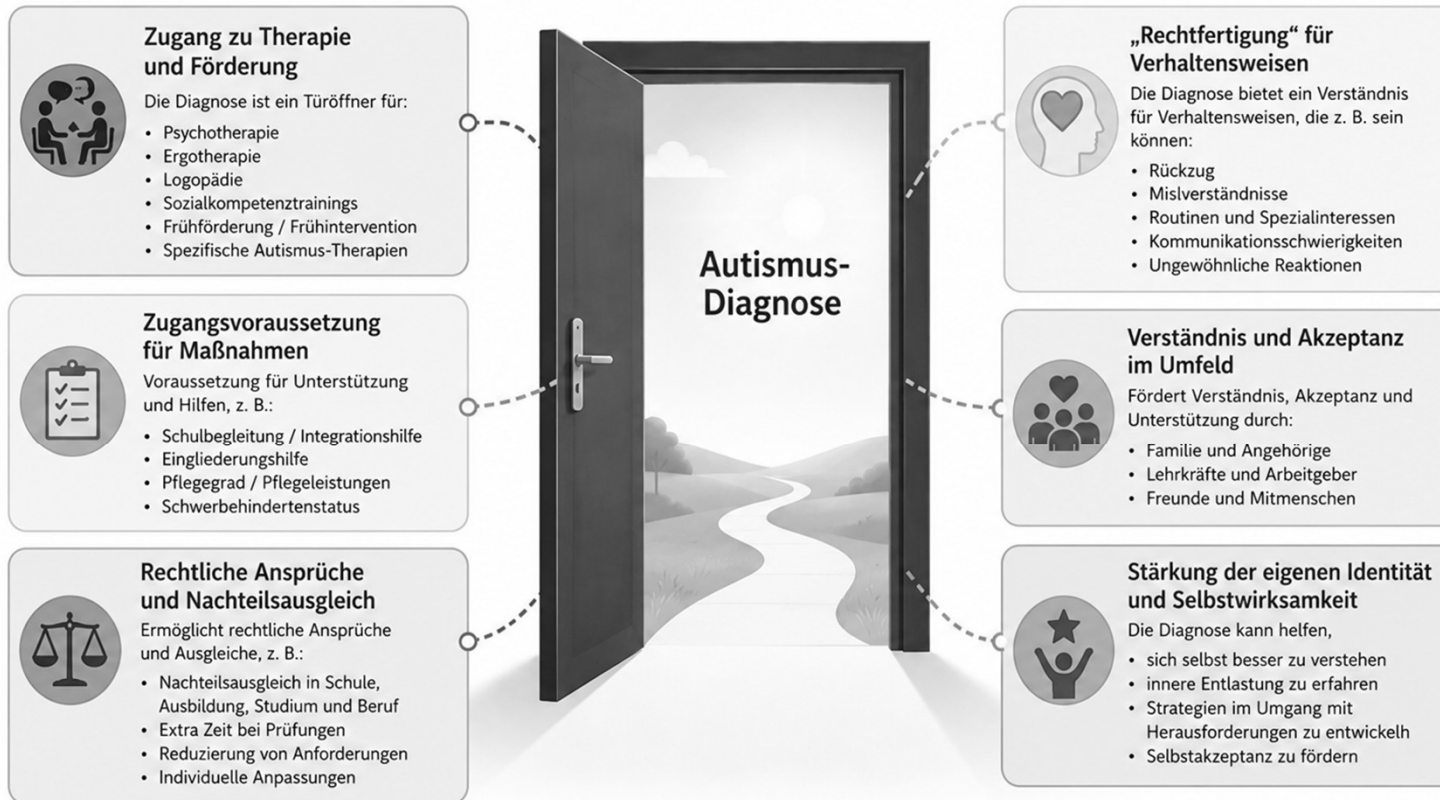 Zugang zu Therapie
und Förderung
Die Diagnose ist ein Türöffner für:
• Psychotherapie
• Ergotherapie
• Logopädie
• Sozialkompetenztrainings
• Frühförderung / Frühintervention
• Spezifische Autismus-Therapien
Zugangsvoraussetzung
für Maßnahmen
Voraussetzung für Unterstützung
und Hilfen, z. B.:
• Schulbegleitung / Integrationshilfe
• Eingliederungshilfe
• Pflegegrad / Pflegeleistungen
• Schwerbehindertenstatus
Rechtliche Ansprüche
und Nachteilsausgleich
Ermöglicht rechtliche Ansprüche
und Ausgleiche, z. B.:
• Nachteilsausgleich in Schule,
Ausbildung, Studium und Beruf
• Extra Zeit bei Prüfungen
• Reduzierung von Anforderungen
• Individuelle Anpassungen
Autismus-
Diagnose
„Rechtfertigung“ für
Verhaltensweisen
Die Diagnose bietet ein Verständnis
für Verhaltensweisen, die z. B. sein
können:
• Rückzug
• Mislverständnisse
• Routinen und Spezialinteressen
• Kommunikationsschwierigkeiten
• Ungewöhnliche Reaktionen
Verständnis und Akzeptanz
im Umfeld
Fördert Verständnis, Akzeptanz und
Unterstützung durch:
• Familie und Angehörige
• Lehrkräfte und Arbeitgeber
• Freunde und Mitmenschen
Stärkung der eigenen Identität
und Selbstwirksamkeit
Die Diagnose kann helfen,
• sich selbst besser zu verstehen
• innere Entlastung zu erfahren
• Strategien im Umgang mit
Herausforderungen zu entwickelh
• Selbstakzeptanz zu fördern